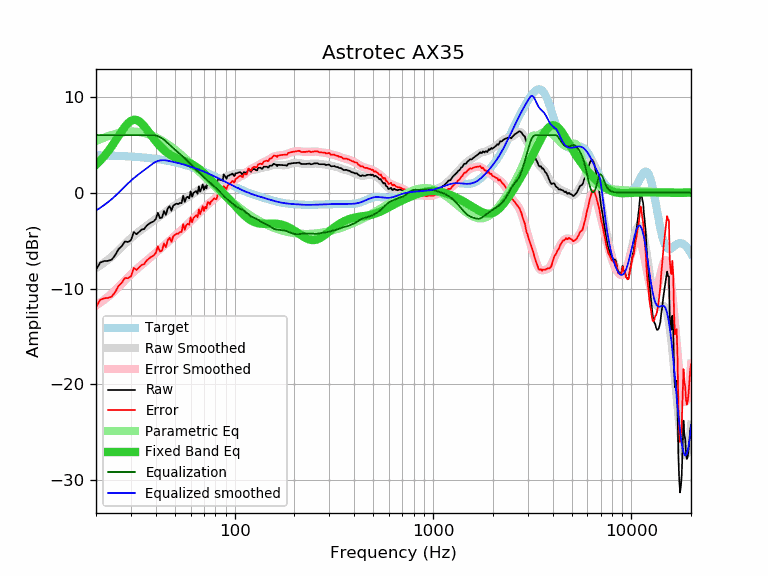 Astrotec AX35
10
0
−10
−20
−30
Amplitude (dBr)
Target
Raw Smoothed
Error Smoothed
Raw
Error
Parametric Eq
Fixed Band Eq
Equalization
Equalized smoothed
100 1000 10000
Frequency (Hz)